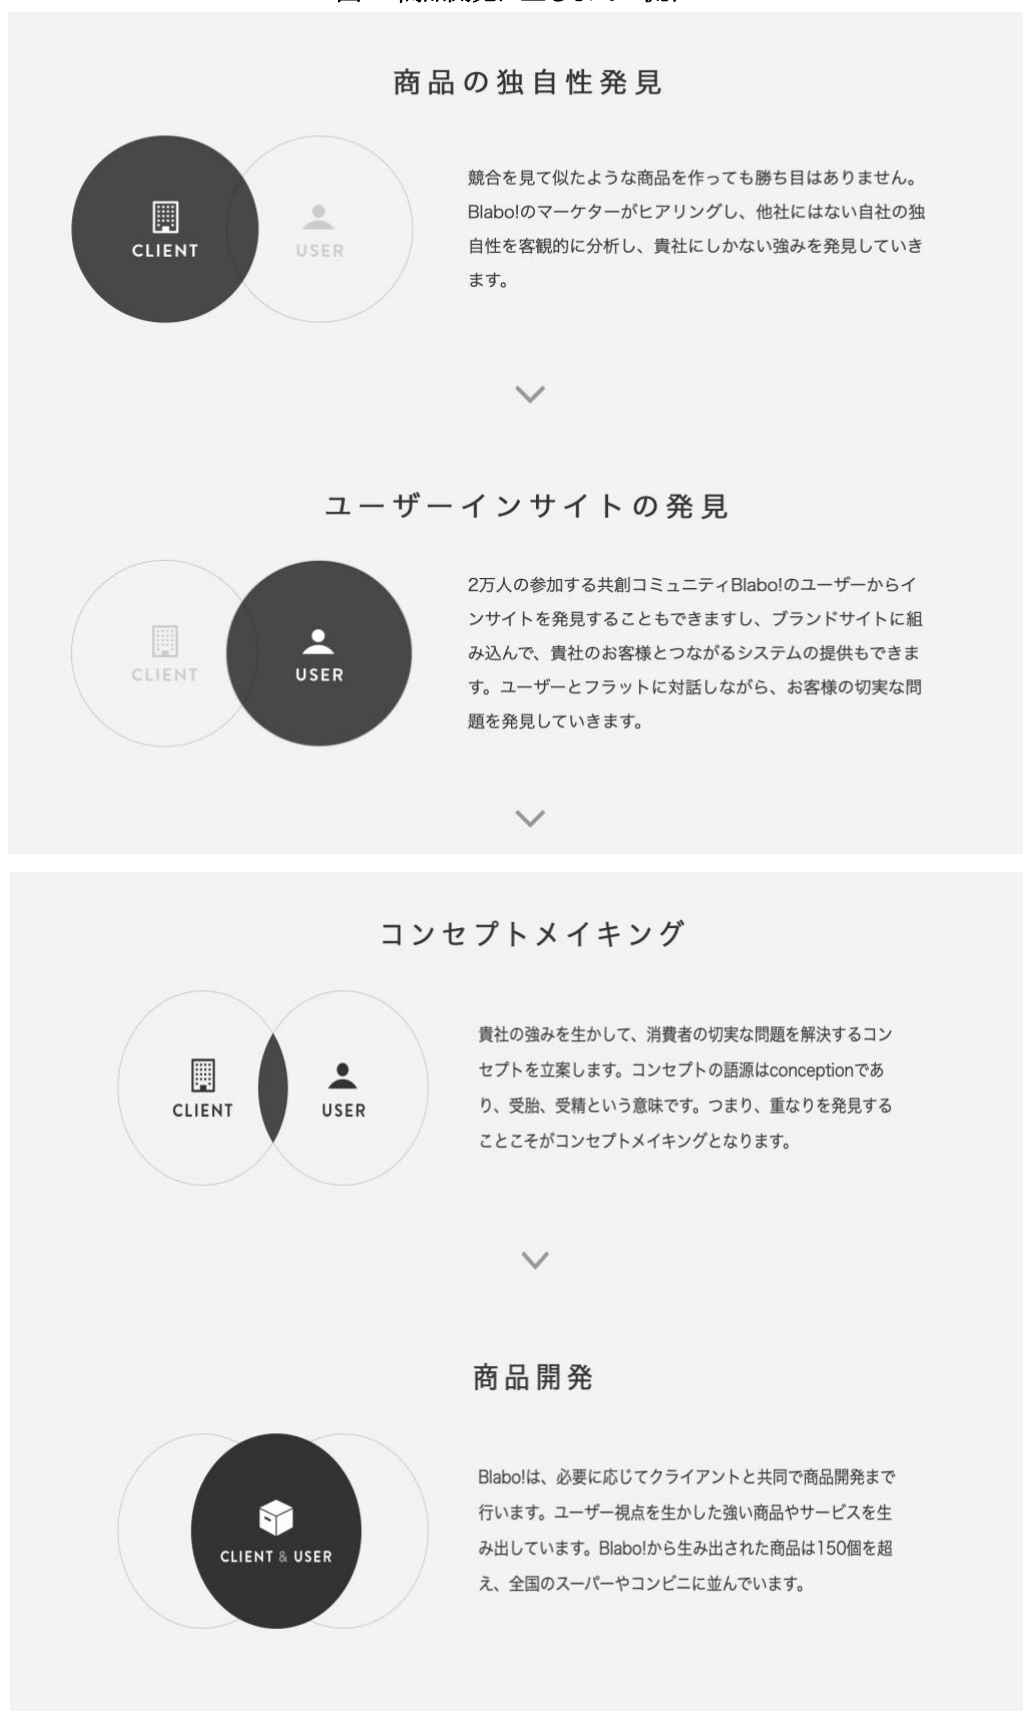 商品の独自性発見
CLIENT
USER
競合を見て似たような商品を作っても勝ち目はありません。
Blabo!のマーケターがヒアリングし、他社にはない自社の独
自性を客観的に分析し、貴社にしかない強みを発見していき
ます。
ユーザーインサイトの発見
CLIENT
USER
2万人の参加する共創コミュニティBlabo!のユーザーからイ
ンサイトを発見することもできますし、ブランドサイトに組
み込んで、貴社のお客様とつながるシステムの提供もできま
す。ユーザーとフラットに対話しながら、お客様の切実な問
題を発見していきます。
コンセプトメイキング
CLIENT
USER
貴社の強みを生かして、消費者の切実な問題を解決するコン
セプトを立案します。コンセプトの語源はconceptionであ
り、受胎、受精という意味です。つまり、重なりを発見する
ことこそがコンセプトメイキングとなります。
商品開発
CLIENT & USER
Blabo!は、必要に応じてクライアントと共同で商品開発まで
行います。ユーザー視点を生かした強い商品やサービスを生
み出しています。Blabo!から生み出された商品は150個を超
え、全国のスーパーやコンビニに並んでいます。